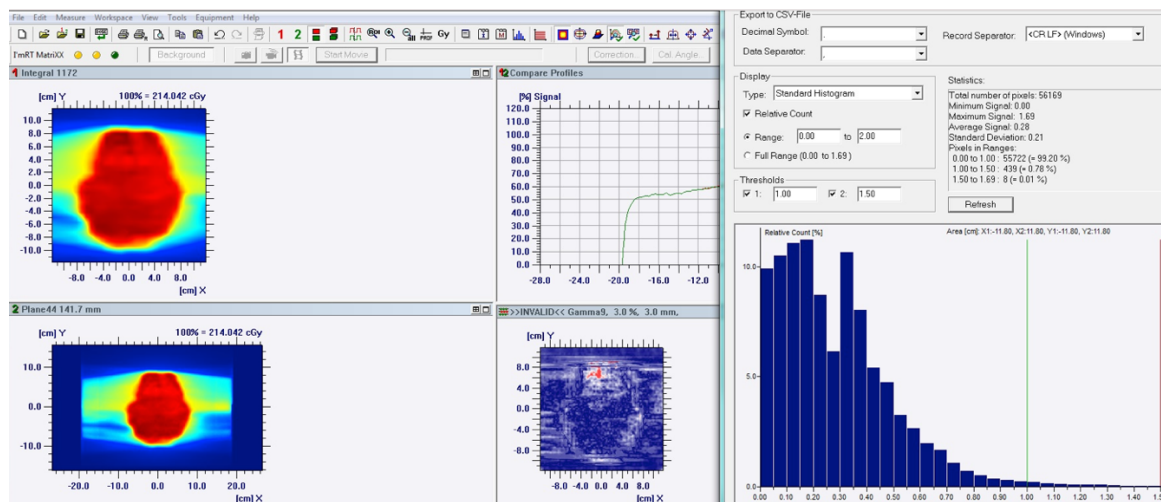 File Edit Measure Workspace View Tools Equipment Help
1 2 Gy
I'mRT MatriXX Background Start Movie Correction Cal. Angle...
1 Integral 1172
[cm] Y 100% = 214.042 cGy
10.0
8.0
6.0
4.0
2.0
0.0
-2.0
-4.0
-6.0
-8.0
-10.0
-8.0 -4.0 0.0 4.0 8.0
[cm] X
12 Compare Profiles
[%] Signal
120.0
110.0
100.0
90.0
80.0
70.0
60.0
50.0
40.0
30.0
20.0
10.0
0.0
-28.0 -24.0 -20.0 -16.0 -12.0
2 Plane44 141.7 mm
[cm] Y 100% = 214.042 cGy
10.0
0.0
-10.0
-20.0 -10.0 0.0 10.0 20.0
[cm] X
>>INVALID<< Gamma9, 3.0 %, 3.0 mm,
[cm] Y
8.0
4.0
0.0
-4.0
-8.0
-8.0 -4.0 0.0 4.0 8.0
[cm] X
Export to CSV-File
Decimal Symbol:
Data Separator:
Record Separator: <CR LF> (Windows)
Display
Type: Standard Histogram
Relative Count
Range: 0.00 to 2.00
Full Range (0.00 to 1.69 )
Thresholds
1: 1.00 2: 1.50
Statistics:
Total number of pixels: 56169
Minimum Signal: 0.00
Maximum Signal: 1.69
Average Signal: 0.28
Standard Deviation: 0.21
Pixels in Ranges:
0.00 to 1.00 : 55722 (= 99.20 %)
1.00 to 1.50 : 439 (= 0.78 %)
1.50 to 1.69 : 8 (= 0.01 %)
Refresh
Relative Count [%] Area [cm]: X1:-11.80, X2:11.80, Y1:-11.80, Y2:11.80
10.0
5.0
0.0
0.00 0.10 0.20 0.30 0.40 0.50 0.60 0.70 0.80 0.90 1.00 1.10 1.20 1.30 1.40